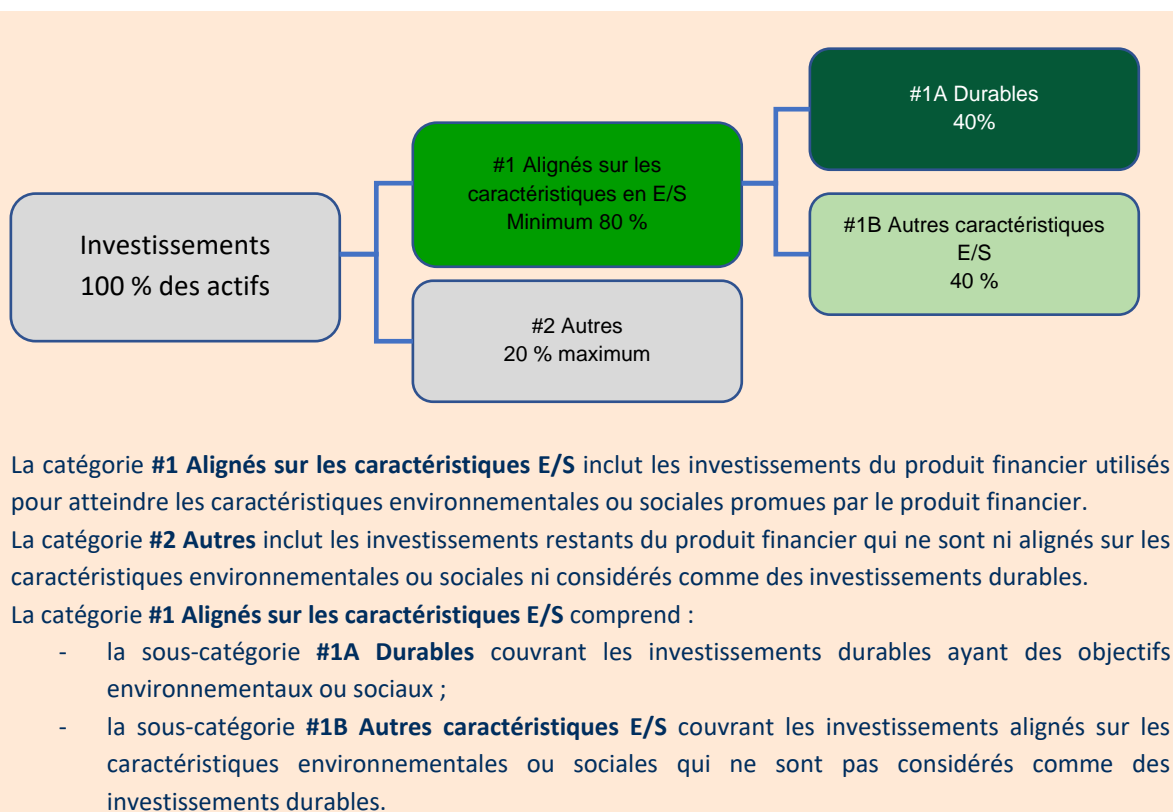 #1A Durables
40%
#1 Alignés sur les
caractéristiques en E/S
Minimum 80 %
Investissements
100 % des actifs
#1B Autres caractéristiques
E/S
40 %
#2 Autres
20 % maximum
La catégorie #1 Alignés sur les caractéristiques E/S inclut les investissements du produit financier utilisés
pour atteindre les caractéristiques environnementales ou sociales promues par le produit financier.
La catégorie #2 Autres inclut les investissements restants du produit financier qui ne sont ni alignés sur les
caractéristiques environnementales ou sociales ni considérés comme des investissements durables.
La catégorie #1 Alignés sur les caractéristiques E/S comprend :
- la sous-catégorie #1A Durables couvrant les investissements durables ayant des objectifs
environnementaux ou sociaux ;
- la sous-catégorie #1B Autres caractéristiques E/S couvrant les investissements alignés sur les
caractéristiques environnementales ou sociales qui ne sont pas considérés comme des
investissements durables.